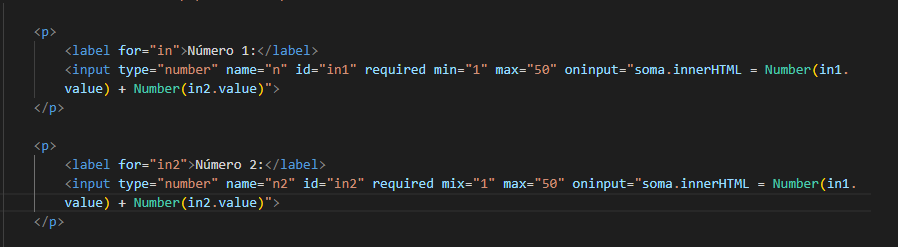 <p>
<label for="in">Número 1:</label>
<input type="number" name="n" id="in1" required min="1" max="50" oninput="soma.innerHTML = Number(in1.
value) + Number(in2.value)">
</p>
<p>
<label for="in2">Número 2:</label>
<input type="number" name="n2" id="in2" required mix="1" max="50" oninput="soma.innerHTML = Number(in1.
value) + Number(in2.value)">
</p>